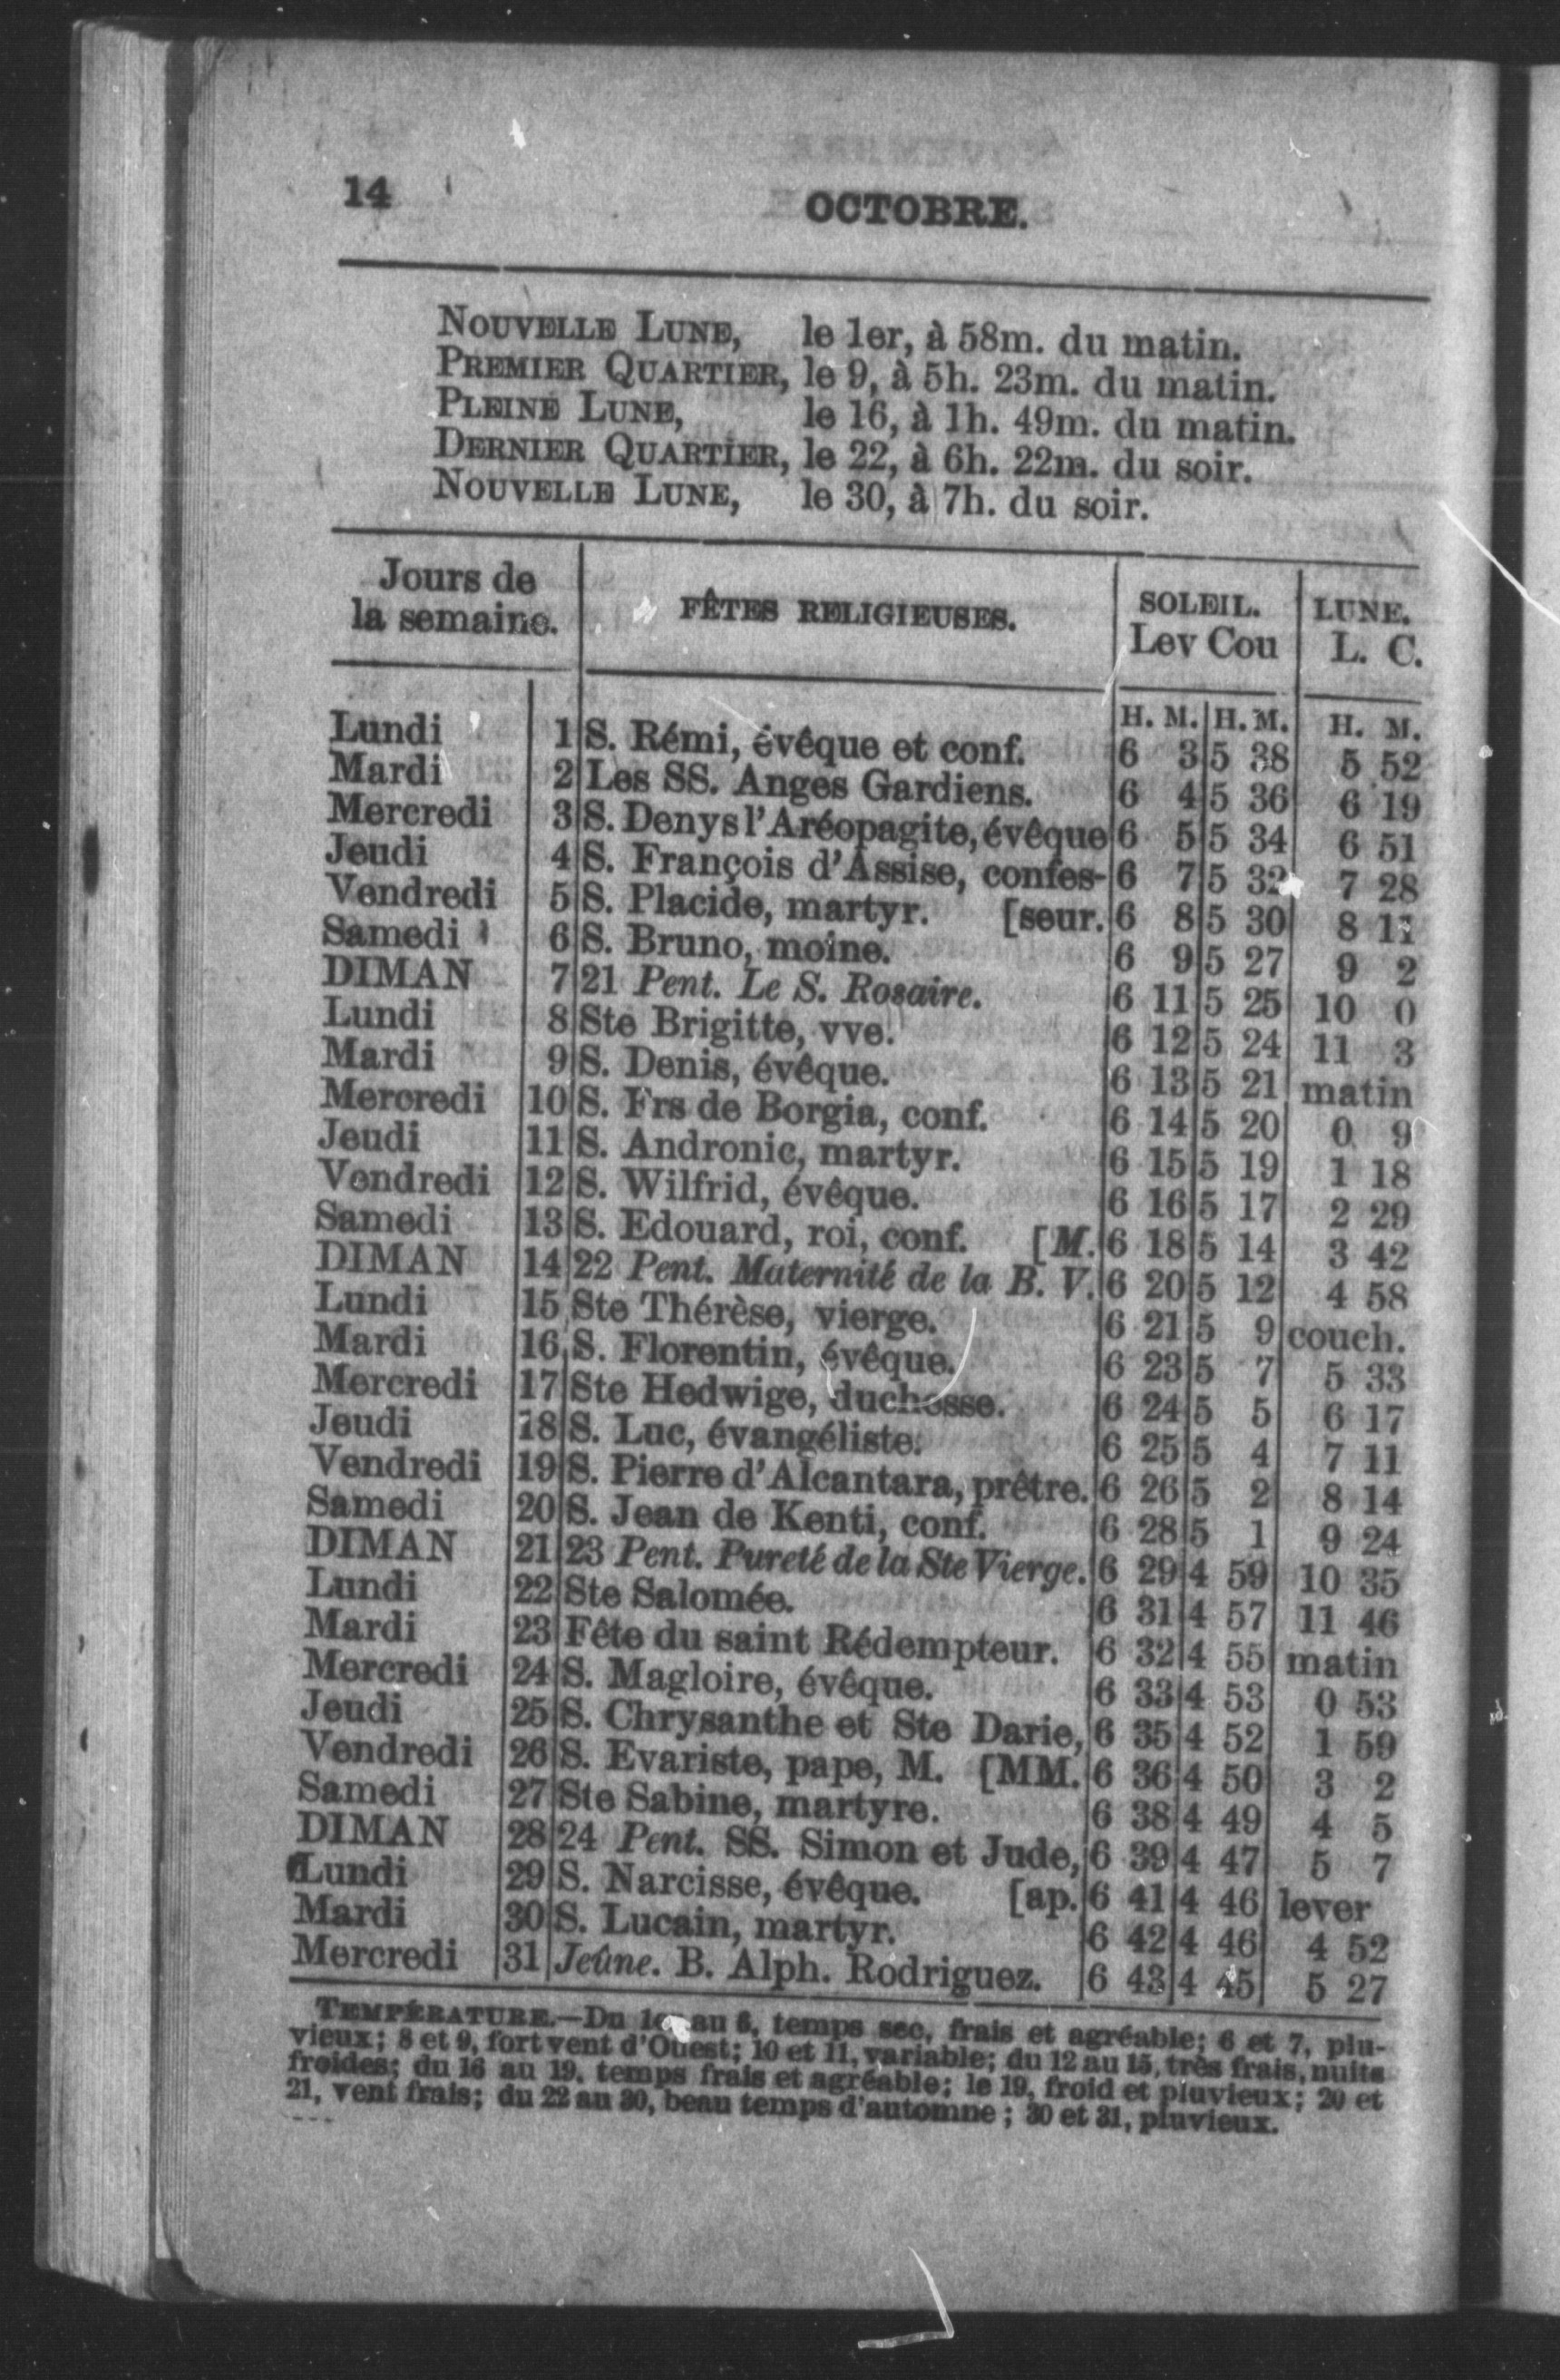 14
OCTOBRE.
NOUVELLE LUNE, le 1er, à 58m. du matin.
PREMIER QUARTIER, le 9, à 5h. 23m. du matin.
PLEINE LUNE, le 16, à 1h. 49m. du matin.
DERNIER QUARTIER, le 22, à 6h. 22m. du soir.
NOUVELLE LUNE, le 30, à 7h. du soir.
Jours de la semaine. FÊTES RELIGIEUSES. SOLEIL. LUNE.
Lev Cou L. C.
H. M. H. M. H. M.
Lundi 1 S. Rémi, évêque et conf. 6 3 5 38 5 52
Mardi 2 Les SS. Anges Gardiens. 6 4 5 36 6 19
Mercredi 3 S. Denys l'Aréopagite, évêque 6 5 5 34 6 51
Jeudi 4 S. François d'Assise, confes- 6 7 5 32 7 28
Vendredi 5 S. Placide, martyr. [seur. 6 8 5 30 8 11
Samedi 6 S. Bruno, moine. 6 9 5 27 9 2
DIMAN 7 21 Pent. Le S. Rosaire. 6 11 5 25 10 0
Lundi 8 Ste Brigitte, vve. 6 12 5 24 11 3
Mardi 9 S. Denis, évêque. 6 13 5 21 matin
Mercredi 10 S. Frs de Borgia, conf. 6 14 5 20 0 9
Jeudi 11 S. Andronic, martyr. 6 15 5 19 1 18
Vendredi 12 S. Wilfrid, évêque. 6 16 5 17 2 29
Samedi 13 S. Edouard, roi, conf. [M. 6 18 5 14 3 42
DIMAN 14 22 Pent. Maternité de la B. V. 6 20 5 12 4 58
Lundi 15 Ste Thérèse, vierge. 6 21 5 9 couch.
Mardi 16 S. Florentin, évêque. 6 23 5 7 5 33
Mercredi 17 Ste Hedwige, duchesse. 6 24 5 5 6 17
Jeudi 18 S. Luc, évangéliste. 6 25 5 4 7 11
Vendredi 19 S. Pierre d'Alcantara, prêtre. 6 26 5 2 8 14
Samedi 20 S. Jean de Kenti, conf. 6 28 5 1 9 24
DIMAN 21 23 Pent. Pureté de la Ste Vierge. 6 29 4 59 10 35
Lundi 22 Ste Salomée. 6 31 4 57 11 46
Mardi 23 Fête du saint Rédempteur. 6 32 4 55 matin
Mercredi 24 S. Magloire, évêque. 6 33 4 53 0 53
Jeudi 25 S. Chrysanthe et Ste Darie, 6 35 4 52 1 59
Vendredi 26 S. Evariste, pape, M. [MM. 6 36 4 50 3 2
Samedi 27 Ste Sabine, martyre. 6 38 4 49 4 5
DIMAN 28 24 Pent. SS. Simon et Jude, 6 39 4 47 5 7
Lundi 29 S. Narcisse, évêque. [ap. 6 41 4 46 lever
Mardi 30 S. Lucain, martyr. 6 42 4 46 4 52
Mercredi 31 Jeûne. B. Alph. Rodriguez. 6 43 4 45 5 27
TEMPÉRATURE.—Du 1er au 6, temps sec, frais et agréable; 6 et 7, plu-
vieux; 8 et 9, fort vent d'Ouest; 10 et 11, variable; du 12 au 15, très frais, nuits
froides; du 16 au 19, temps frais et agréable; le 19, froid et pluvieux; 20 et
21, vent frais; du 22 au 30, beau temps d'automne; 30 et 31, pluvieux.